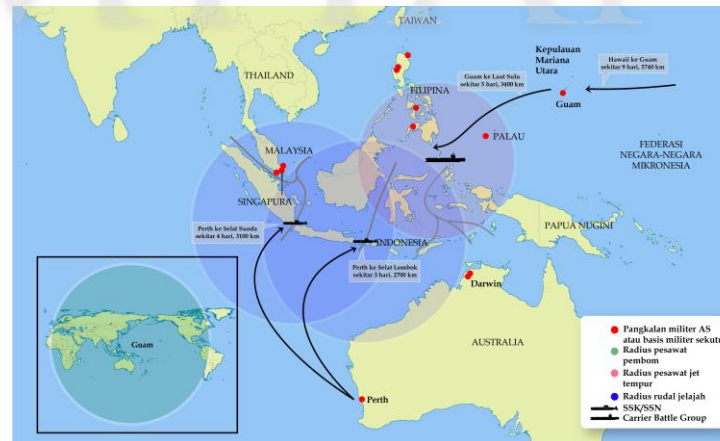 TAIWAN
Kepulauan
Mariana
Utara
Hawaii ke Guam
sekitar 9 hari, 5760 km
THAILAND
Guam ke Laut Sulu
sekitar 5 hari, 3400 km
FILIPINA
Guam
PALAU
MALAYSIA
FEDERASI
NEGARA-NEGARA
MIKRONESIA
SINGAPURA
Perth ke Selat Sunda
sekitar 4 hari, 3100 km
INDONESIA
PAPUA NUGINI
Perth ke Selat Lombok
sekitar 3 hari, 2700 km
Darwin
Guam
AUSTRALIA
Perth
Pangkalan militer AS
atau basis militer sekutu
Radius pesawat
pembom
Radius pesawat jet
tempur
Radius rudal jelajah
SSK/SSN
Carrier Battle Group